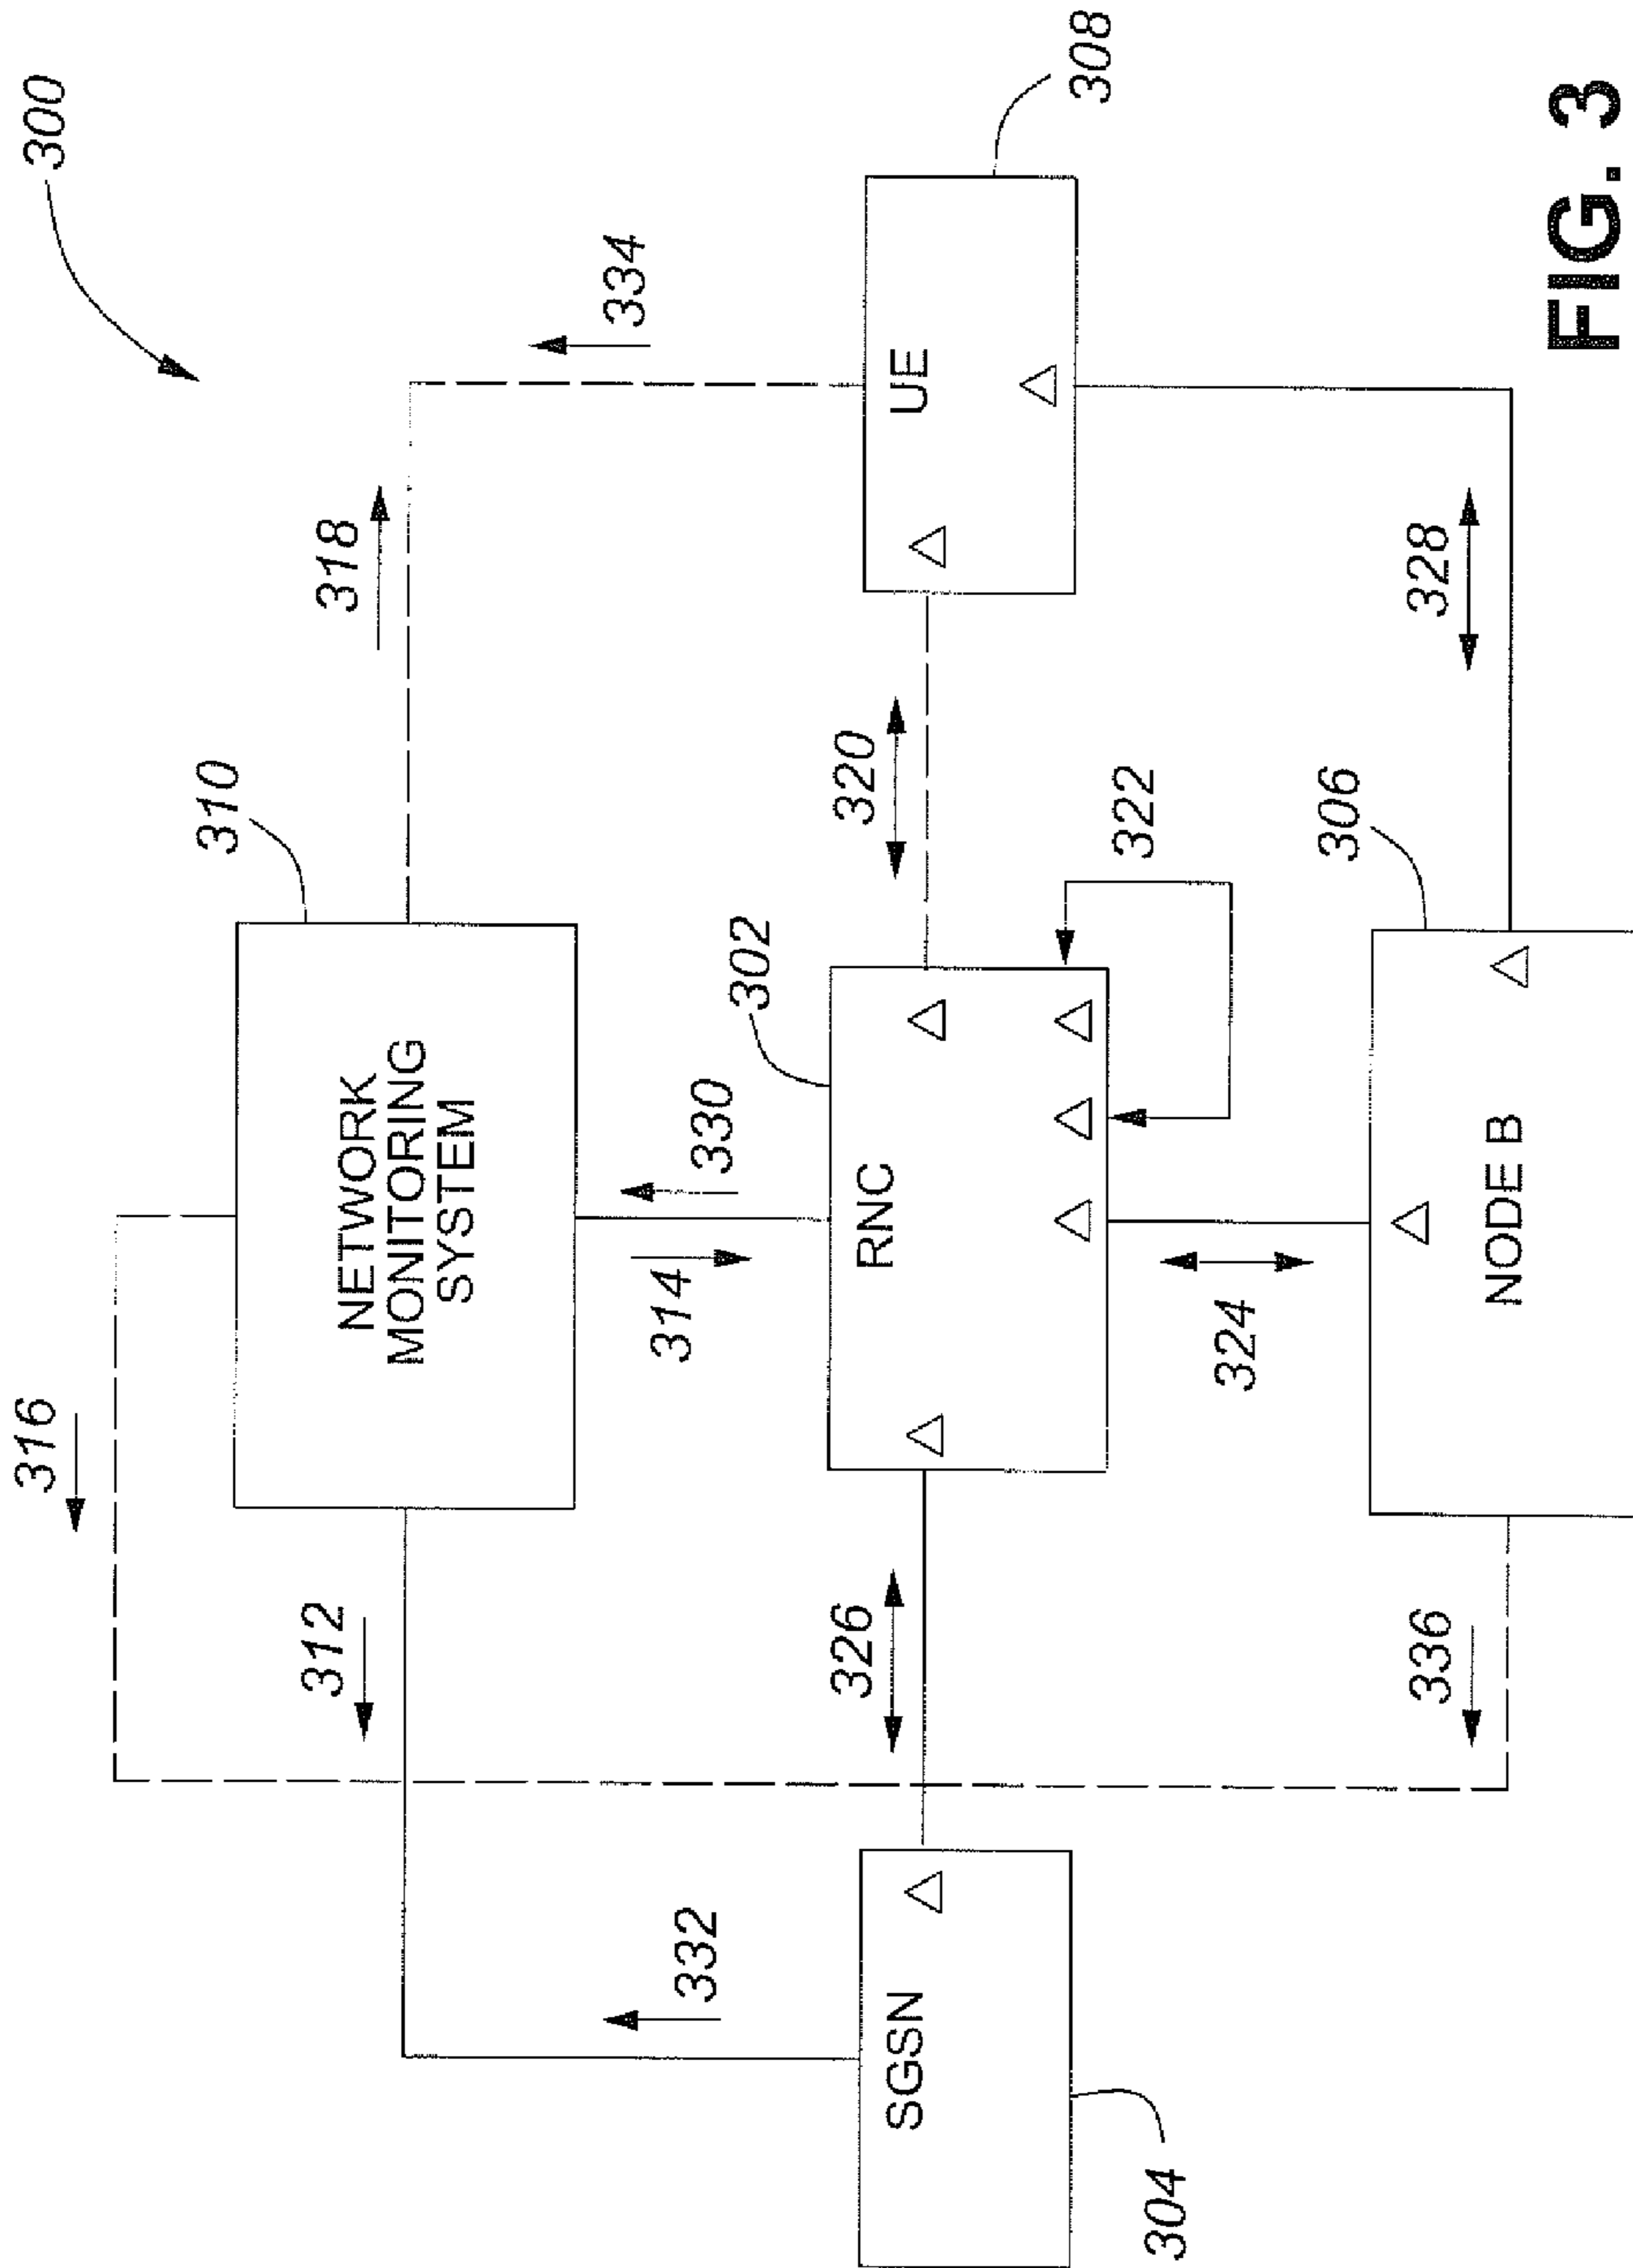 300
316
310
318
312
NETWORK
MONITORING
SYSTEM
334
332
314
330
302
320
308
326
SGSN
RNC
UE
304
324
322
306
328
336
NODE B
FIG. 3